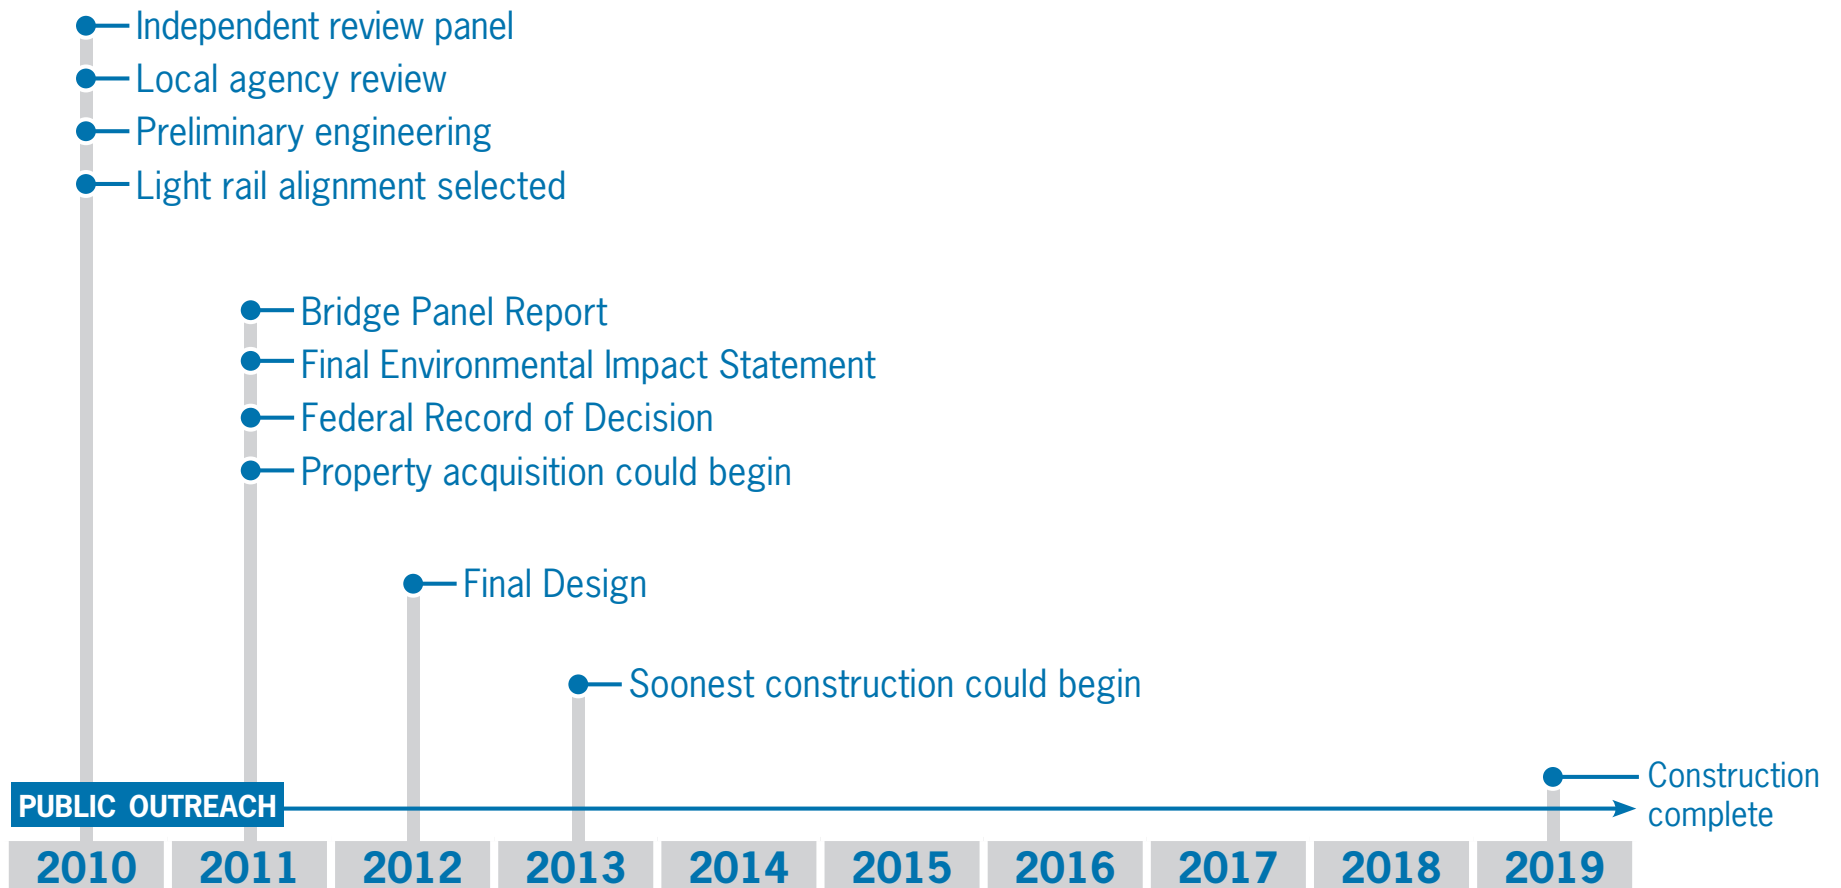 Independent review panel
Local agency review
Preliminary engineering
Light rail alignment selected
Bridge Panel Report
Final Environmental Impact Statement
Federal Record of Decision
Property acquisition could begin
Final Design
Soonest construction could begin
Construction
complete
PUBLIC OUTREACH
2010 2011 2012 2013 2014 2015 2016 2017 2018 2019